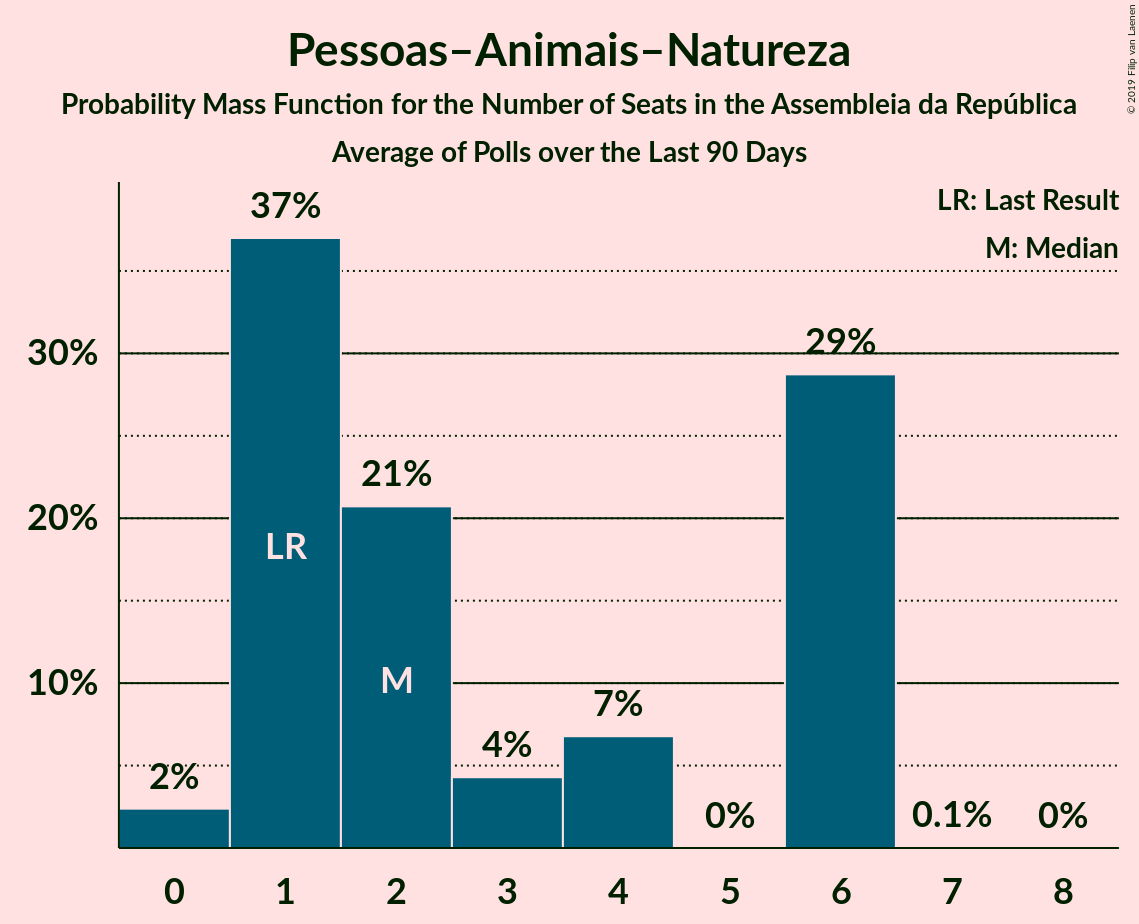 Pessoas–Animais–Natureza
Probability Mass Function for the Number of Seats in the Assembleia da República
Average of Polls over the Last 90 Days
© 2019 Filip van Laenen
LR: Last Result
M: Median
37%
29%
21%
7%
4%
2%
0%
0.1%
0%
LR
M
30%
20%
10%
0 1 2 3 4 5 6 7 8